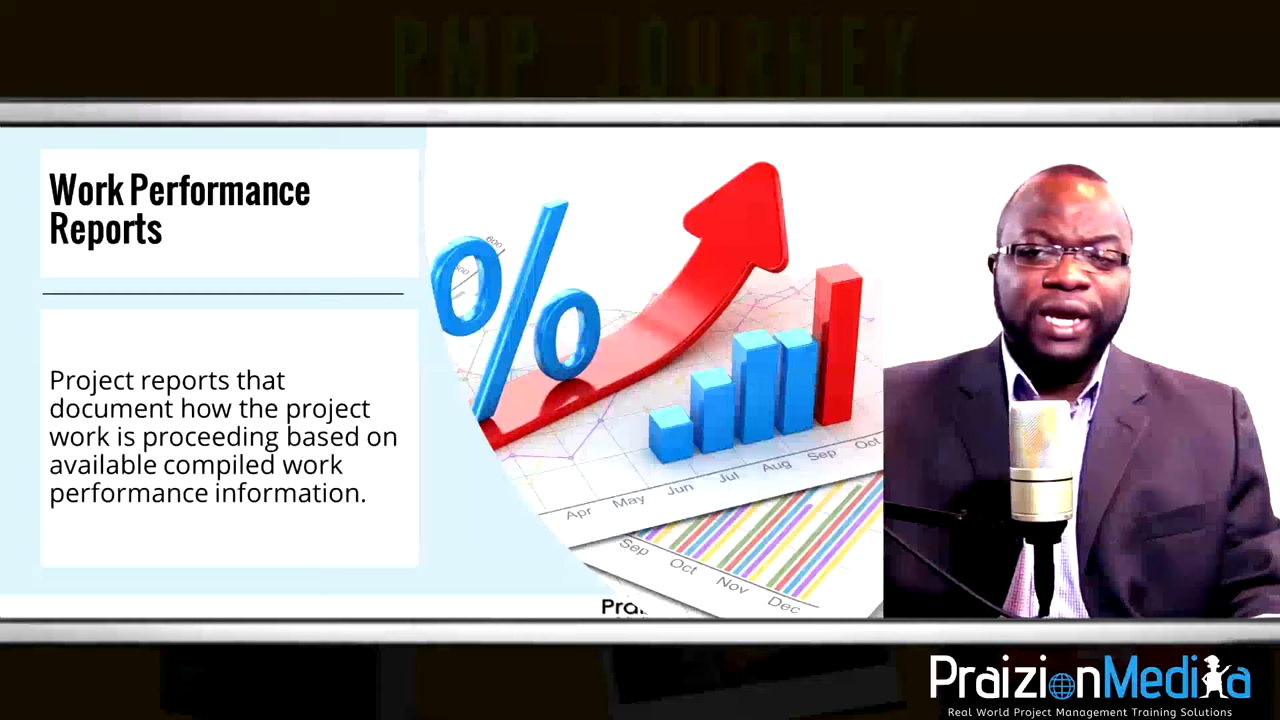 PMP JOURNEY
Work Performance
Reports
Project reports that
document how the project
work is proceeding based on
available compiled work
performance information.
%
600
Apr May Jun Jul Aug Sep Oct
Sep Oct Nov Dec
Prai
PraizionMedia
Real World Project Management Training Solutions